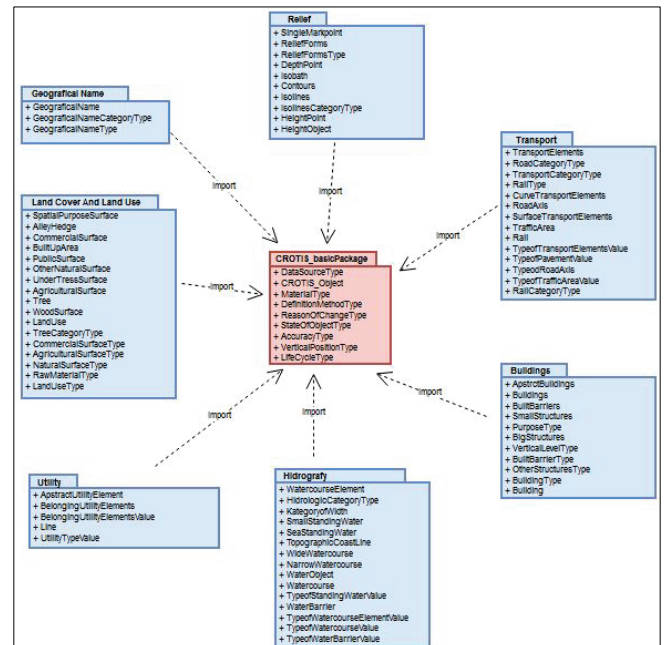 Relief
+ SingleMarkpoint
+ ReliefForms
+ ReliefFormsType
+ DepthPoint
+ Isobath
+ Contours
+ Isolines
+ IsolinesCategoryType
+ HeightPoint
+ HeightObject
Geografical Name
+ GeograficalName
+ GeograficalNameCategoryType
+ GeograficalNameType
Transport
+ TransportElements
+ RoadCategoryType
+ TransportCategoryType
+ RailType
+ CurveTransportElements
+ RoadAxis
+ SurfaceTransportElements
+ TrafficArea
+ Rail
+ TypeofTransportElementsValue
+ TypeofPavementValue
+ TypeodRoadAxis
+ TypeofTrafficAreaValue
+ RailCategoryType
import
import
import
Land Cover And Land Use
+ SpatialPurposeSurface
+ AlleyHedge
+ CommercialSurface
+ BuiltUpArea
+ PublicSurface
+ OtherNaturalSurface
+ UnderTressSurface
+ AgriculturalSurface
+ Tree
+ WoodSurface
+ LandUse
+ TreeCategoryType
+ CommercialSurfaceType
+ AgriculturalSurfaceType
+ NaturalSurfaceType
+ RawMaterialType
+ LandUseType
import
CROTIS_basicPackage
+ DataSourceType
+ CROTIS_Object
+ MaterialType
+ DefinitionMethodType
+ ReasonOfChangeType
+ StateOfObjectType
+ AccuracyType
+ VerticalPositionType
+ LifeCycleType
Buildings
+ ApstrctBuildings
+ Buildings
+ BuiltBarriers
+ SmallStructures
+ PurposeType
+ BigStructures
+ VerticalLevelType
+ BuiltBarrierType
+ OtherStructuresType
+ BuildingType
+ Building
import
import
import
Utility
+ ApstractUtilityElement
+ BelongingUtilityElements
+ BelongingUtilityElementsValue
+ Line
+ UtilityTypeValue
Hidrografy
+ WatercourseElement
+ HidrologicCategoryType
+ KategoryofWidth
+ SmallStandingWater
+ SeaStandingWater
+ TopographicCoastLine
+ WideWatercourse
+ NarrowWatercourse
+ WaterObject
+ Watercourse
+ TypeofStandingWaterValue
+ WaterBarrier
+ TypeofWatercourseElementValue
+ TypeofWatercourseValue
+ TypeofWaterBarrierValue